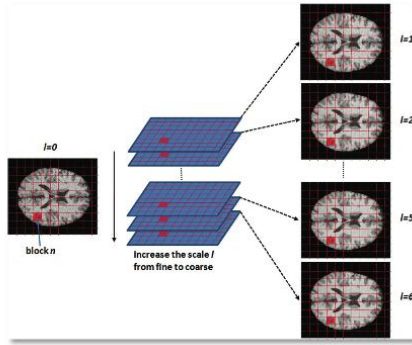 l=1
l=2
l=0
l=5
block n
Increase the scale l
from fine to coarse
l=6